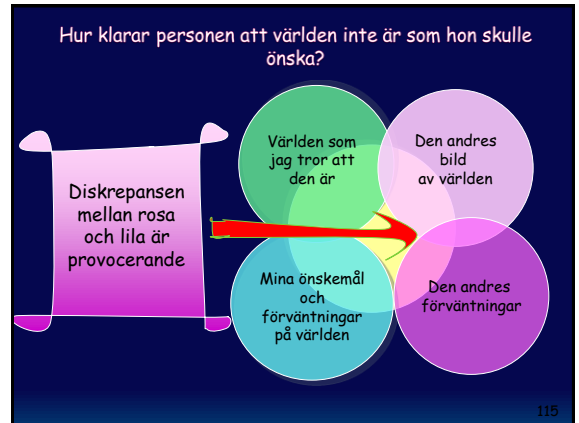 Hur klarar personen att världen inte är som hon skulle
önska?
Diskrepansen
mellan rosa
och lila är
provocerande
Världen som
jag tror att
den är
Den andres
bild
av världen
Mina önskemål
och
förväntningar
på världen
Den andres
förväntningar
115